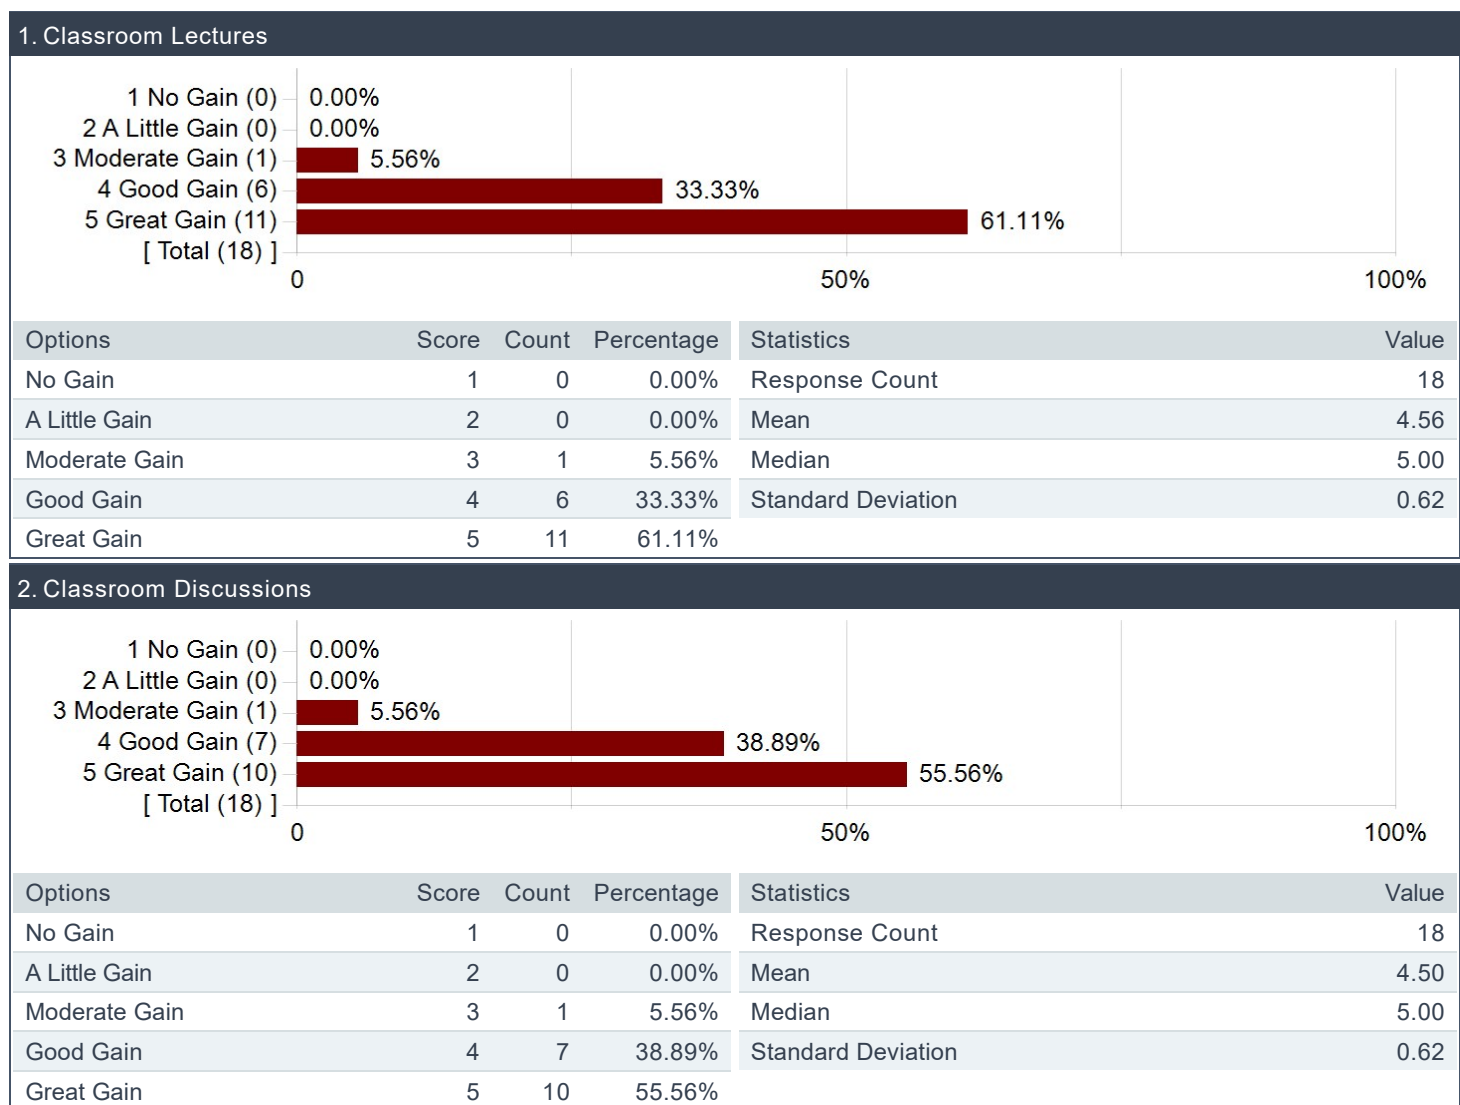 1. Classroom Lectures
1 No Gain (0) 0.00%
2 A Little Gain (0) 0.00%
3 Moderate Gain (1) 5.56%
4 Good Gain (6) 33.33%
5 Great Gain (11) 61.11%
[ Total (18) ]
0 50% 100%
Options Score Count Percentage Statistics Value
No Gain 1 0 0.00% Response Count 18
A Little Gain 2 0 0.00% Mean 4.56
Moderate Gain 3 1 5.56% Median 5.00
Good Gain 4 6 33.33% Standard Deviation 0.62
Great Gain 5 11 61.11%
2. Classroom Discussions
1 No Gain (0) 0.00%
2 A Little Gain (0) 0.00%
3 Moderate Gain (1) 5.56%
4 Good Gain (7) 38.89%
5 Great Gain (10) 55.56%
[ Total (18) ]
0 50% 100%
Options Score Count Percentage Statistics Value
No Gain 1 0 0.00% Response Count 18
A Little Gain 2 0 0.00% Mean 4.50
Moderate Gain 3 1 5.56% Median 5.00
Good Gain 4 7 38.89% Standard Deviation 0.62
Great Gain 5 10 55.56%